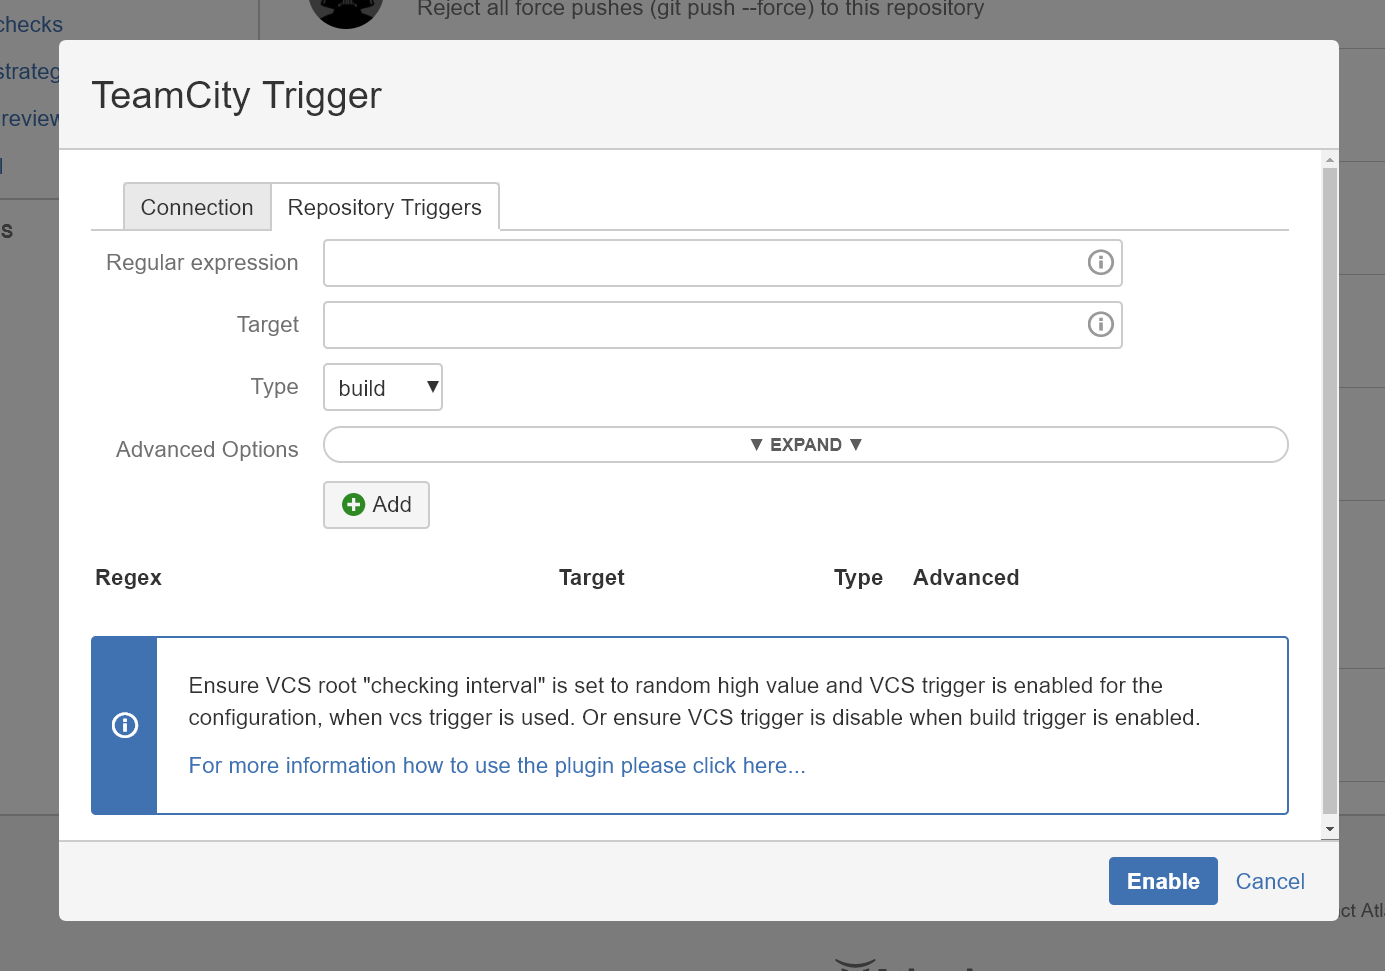 checks
Reject all force pushes (git push --force) to this repository
strateg
review
TeamCity Trigger
Connection
Repository Triggers
s
Regular expression
Target
Type
build
Advanced Options
▼ EXPAND ▼
Add
Regex Target Type Advanced
Ensure VCS root "checking interval" is set to random high value and VCS trigger is enabled for the
configuration, when vcs trigger is used. Or ensure VCS trigger is disable when build trigger is enabled.
For more information how to use the plugin please click here...
Enable
Cancel
ct Atl